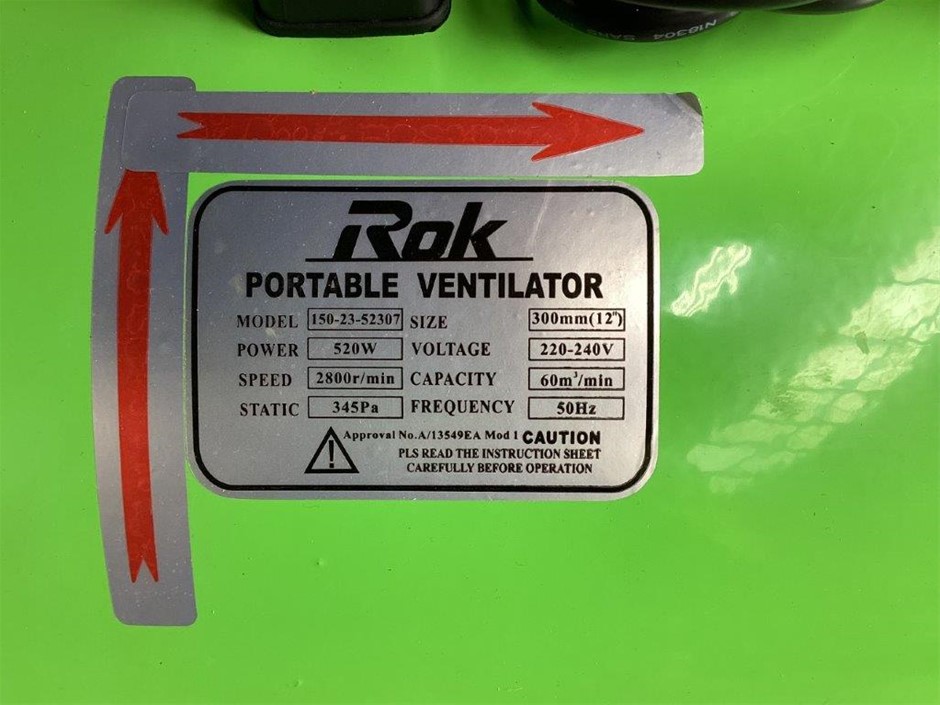 N18304 SAA
Rok
PORTABLE VENTILATOR
MODEL 150-23-52307 SIZE 300mm(12")
POWER 520W VOLTAGE 220-240V
SPEED 2800r/min CAPACITY 60m³/min
STATIC 345Pa FREQUENCY 50Hz
Approval No.A/13549EA Mod 1 CAUTION
PLS READ THE INSTRUCTION SHEET
CAREFULLY BEFORE OPERATION